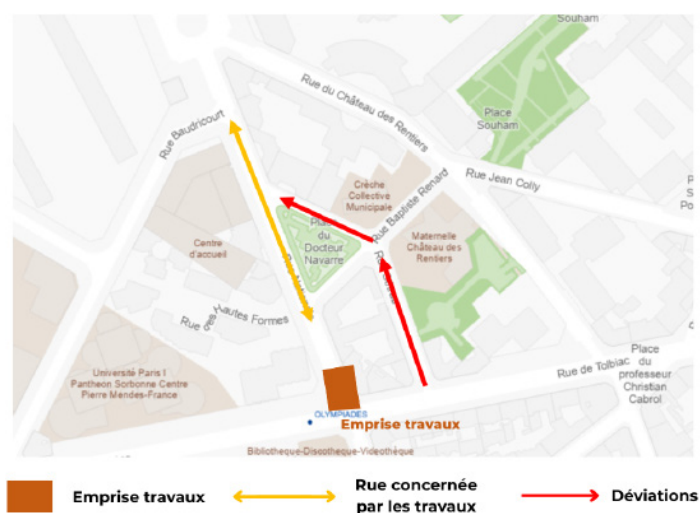 Souham
Rue du Château des Rentiers
Place
Souham
Rue Baudricourt
Rue Jean Colly
Crèche
Collective
Municipale
Rue Baptiste Renard
Place
du
Docteur
Navarre
Centre
d'accueil
Maternelle
Château des
Rentiers
Rue des Hautes Formes
Université Paris I
Pantheon Sorbonne Centre
Pierre Mendes-France
Rue de Tolbiac
Place
du
professeur
Christian
Cabrol
OLYMPIADES
Emprise travaux
Bibliotheque-Discotheque-Videothèque
Emprise travaux
Rue concernée
par les travaux
Déviations